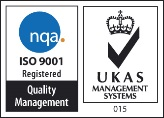 nqa.
ISO 9001
Registered
Quality
Management
UKAS
MANAGEMENT
SYSTEMS
015